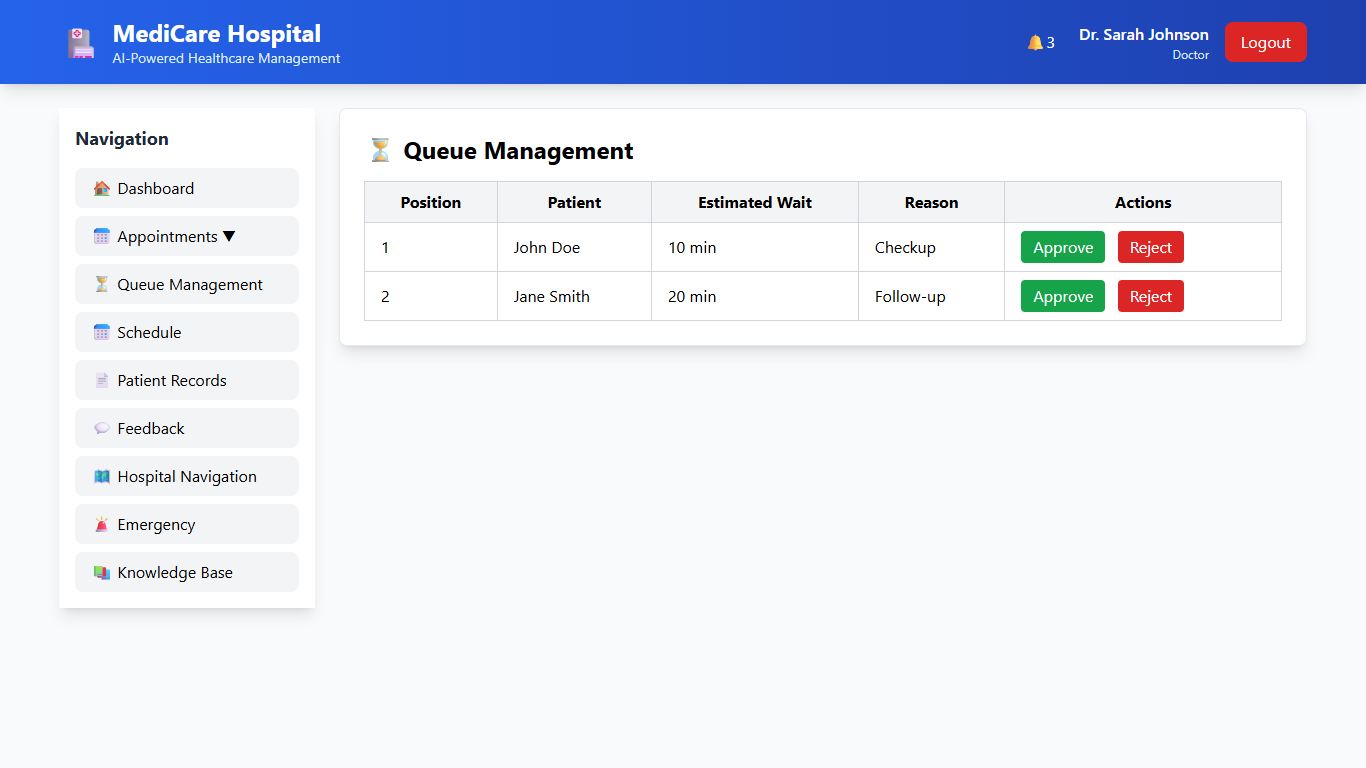 MediCare Hospital
AI-Powered Healthcare Management
3
Dr. Sarah Johnson
Doctor
Logout
Navigation
Dashboard
Appointments ▼
Queue Management
Schedule
Patient Records
Feedback
Hospital Navigation
Emergency
Knowledge Base
Queue Management
Position Patient Estimated Wait Reason Actions
1 John Doe 10 min Checkup Approve Reject
2 Jane Smith 20 min Follow-up Approve Reject